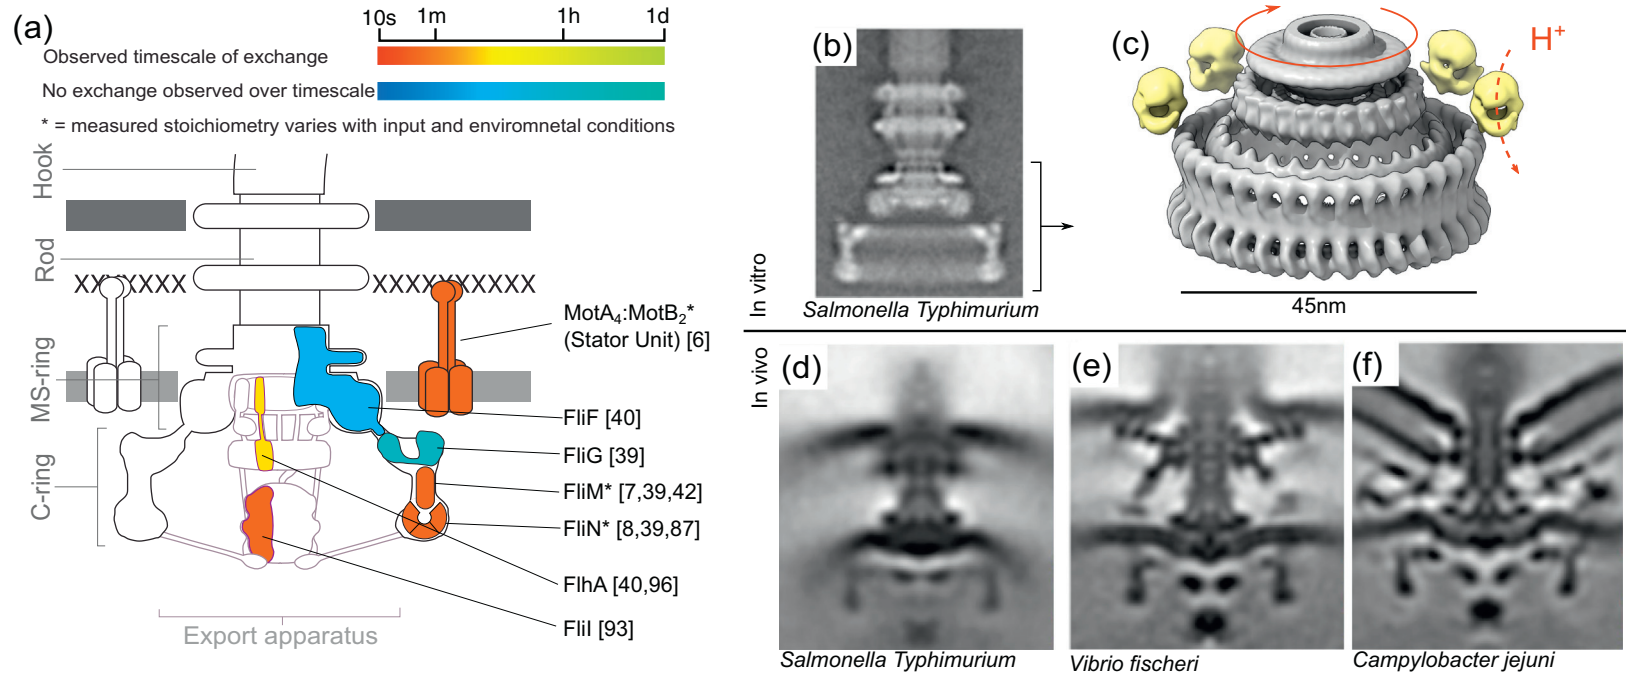 (a)
10s 1m 1h 1d
Observed timescale of exchange
No exchange observed over timescale
* = measured stoichiometry varies with input and enviromnetal conditions
Hook
Rod
MS-ring
C-ring
XXXXXXX
XXXXXXXXXX
MotA4:MotB2*
(Stator Unit) [6]
FliF [40]
FliG [39]
FliM* [7,39,42]
FliN* [8,39,87]
FlhA [40,96]
FliI [93]
Export apparatus
In vitro
(b)
Salmonella Typhimurium
(c)
H+
45nm
In vivo
(d)
Salmonella Typhimurium
(e)
Vibrio fischeri
(f)
Campylobacter jejuni